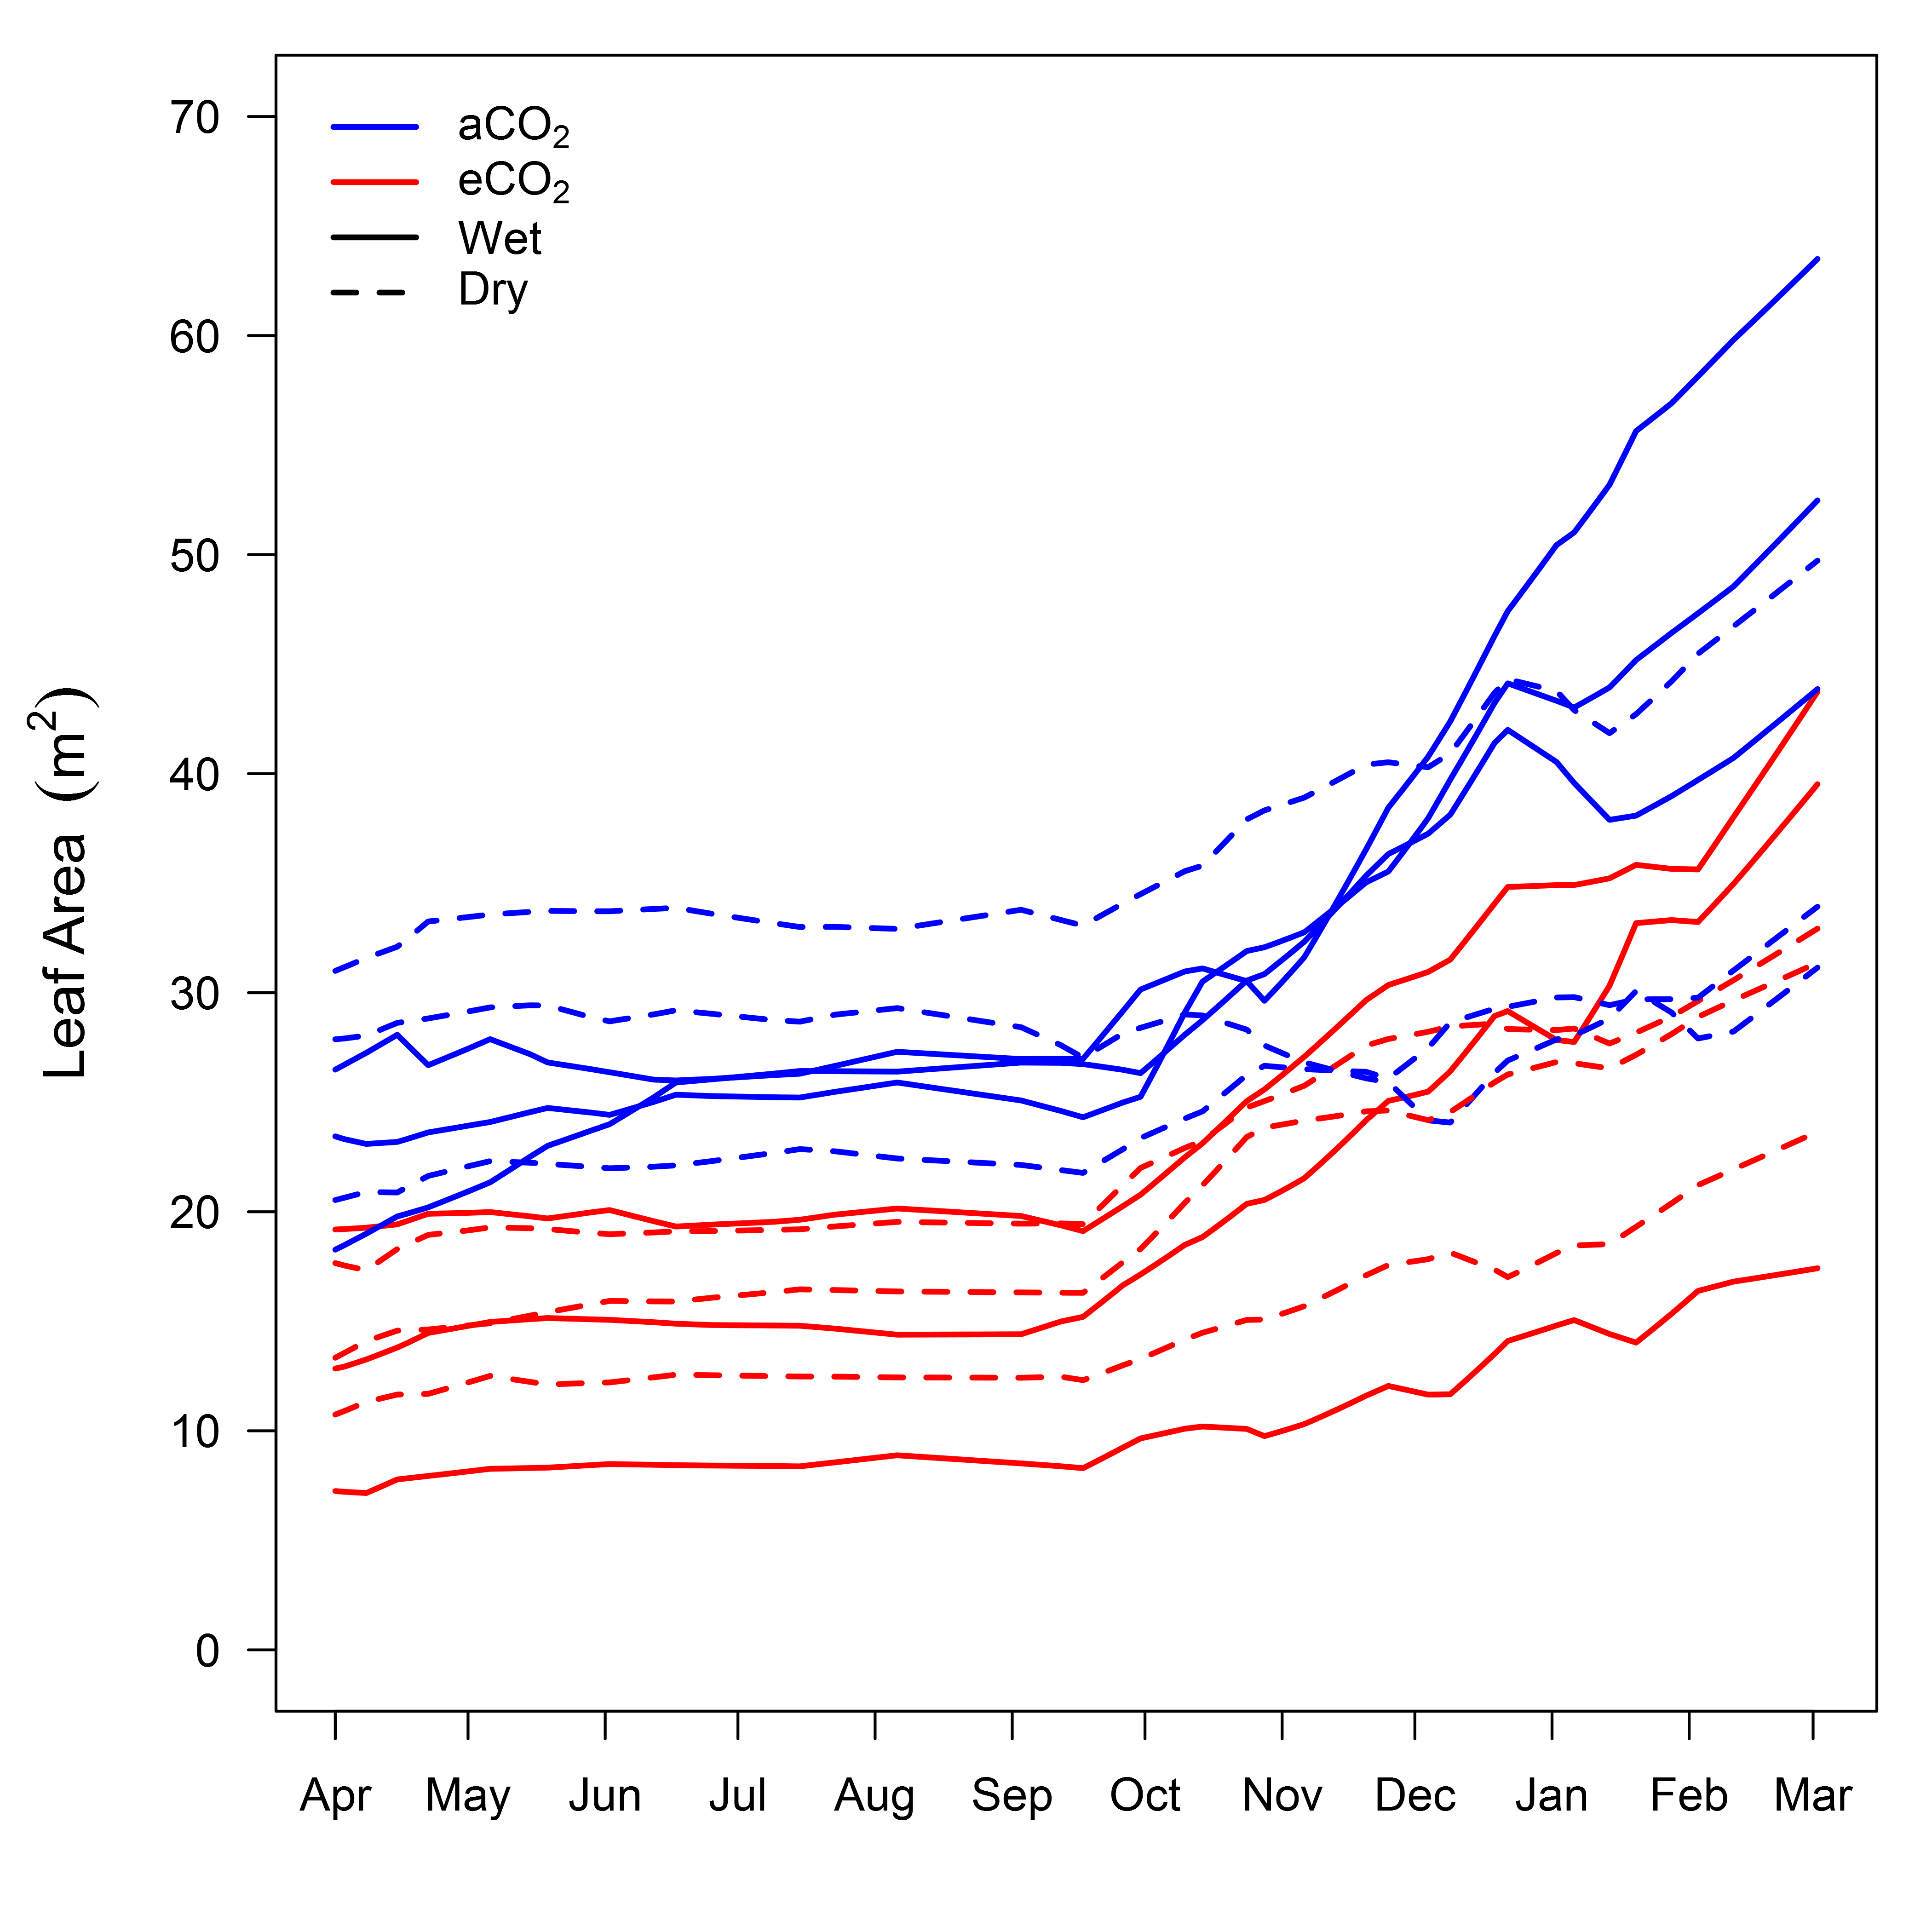 Leaf Area (m²)
70
60
50
40
30
20
10
0
aCO₂
eCO₂
Wet
Dry
Apr May Jun Jul Aug Sep Oct Nov Dec Jan Feb Mar